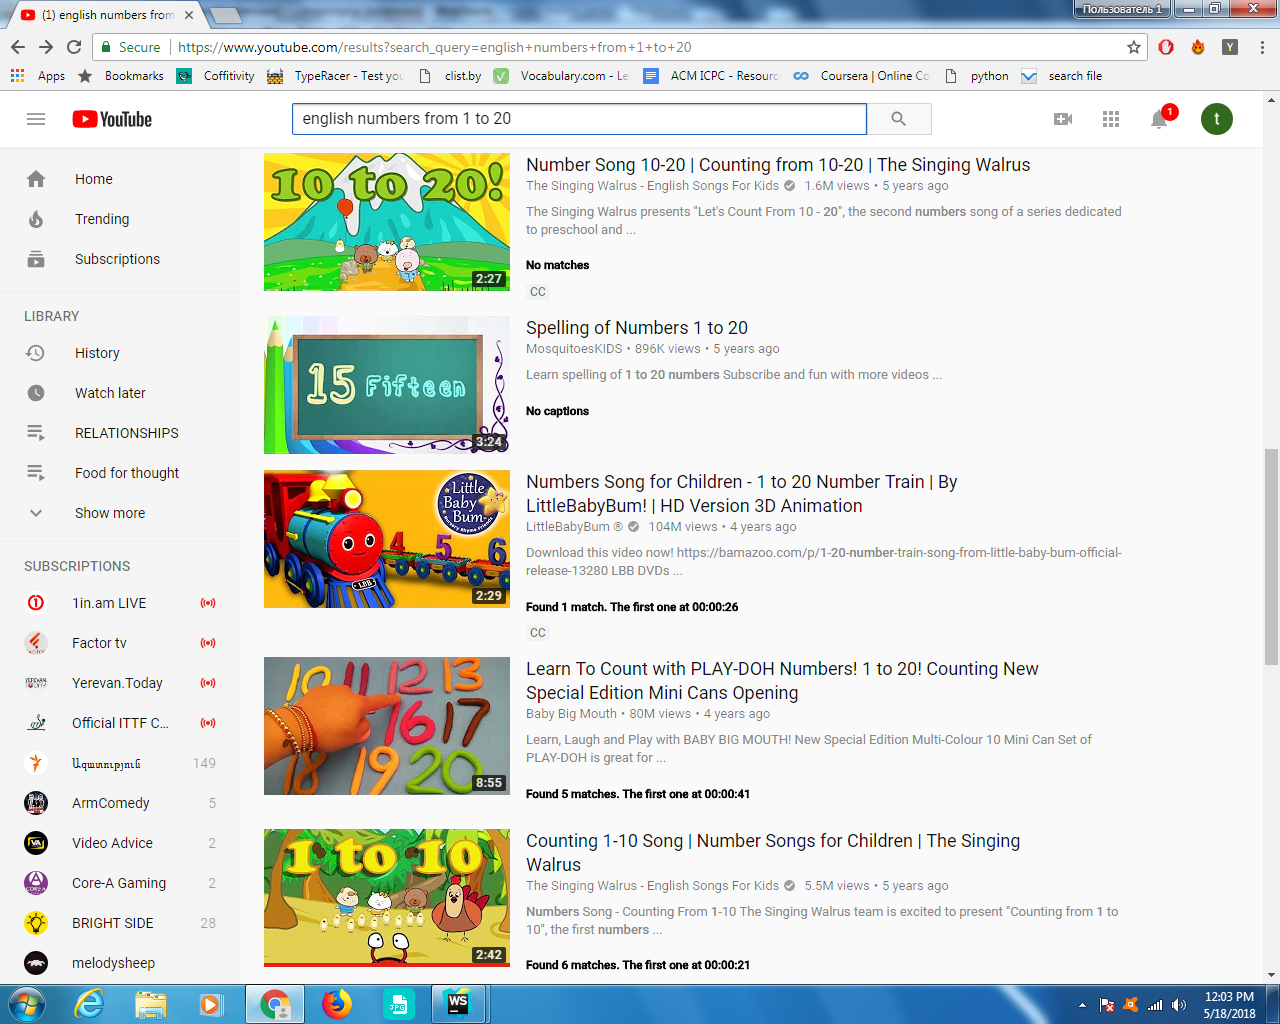 (1) english numbers from
Пользователь 1
Secure
https://www.youtube.com/results?search_query=english+numbers+from+1+to+20
Apps
Bookmarks
Coffitivity
TypeRacer - Test you
clist.by
Vocabulary.com - Le
ACM ICPC - Resourc
Coursera | Online Co
python
search file
YouTube
english numbers from 1 to 20
1
t
Home
Trending
Subscriptions
LIBRARY
History
Watch later
RELATIONSHIPS
Food for thought
Show more
SUBSCRIPTIONS
1in.am LIVE
Factor tv
Yerevan.Today
Official ITTF C...
Ազատություն 149
ArmComedy 5
Video Advice 2
Core-A Gaming 2
BRIGHT SIDE 28
melodysheep
10 to 20!
2:27
Number Song 10-20 | Counting from 10-20 | The Singing Walrus
The Singing Walrus - English Songs For Kids 1.6M views • 5 years ago
The Singing Walrus presents "Let's Count From 10 - 20", the second numbers song of a series dedicated
to preschool and ...
No matches
CC
15 Fifteen
3:24
Spelling of Numbers 1 to 20
MosquitoesKIDS • 896K views • 5 years ago
Learn spelling of 1 to 20 numbers Subscribe and fun with more videos ...
No captions
Little
Baby
Bum
4 5 6
LBB
2:29
Numbers Song for Children - 1 to 20 Number Train | By
LittleBabyBum! | HD Version 3D Animation
LittleBabyBum ® 104M views • 4 years ago
Download this video now! https://bamazoo.com/p/1-20-number-train-song-from-little-baby-bum-official-
release-13280 LBB DVDs ...
Found 1 match. The first one at 00:00:26
CC
10 11 12 13
16 17
18 19 20
8:55
Learn To Count with PLAY-DOH Numbers! 1 to 20! Counting New
Special Edition Mini Cans Opening
Baby Big Mouth • 80M views • 4 years ago
Learn, Laugh and Play with BABY BIG MOUTH! New Special Edition Multi-Colour 10 Mini Can Set of
PLAY-DOH is great for ...
Found 5 matches. The first one at 00:00:41
1 to 10
2:42
Counting 1-10 Song | Number Songs for Children | The Singing
Walrus
The Singing Walrus - English Songs For Kids 5.5M views • 5 years ago
Numbers Song - Counting From 1-10 The Singing Walrus team is excited to present "Counting from 1 to
10", the first numbers ...
Found 6 matches. The first one at 00:00:21
JPG
WS
12:03 PM
5/18/2018